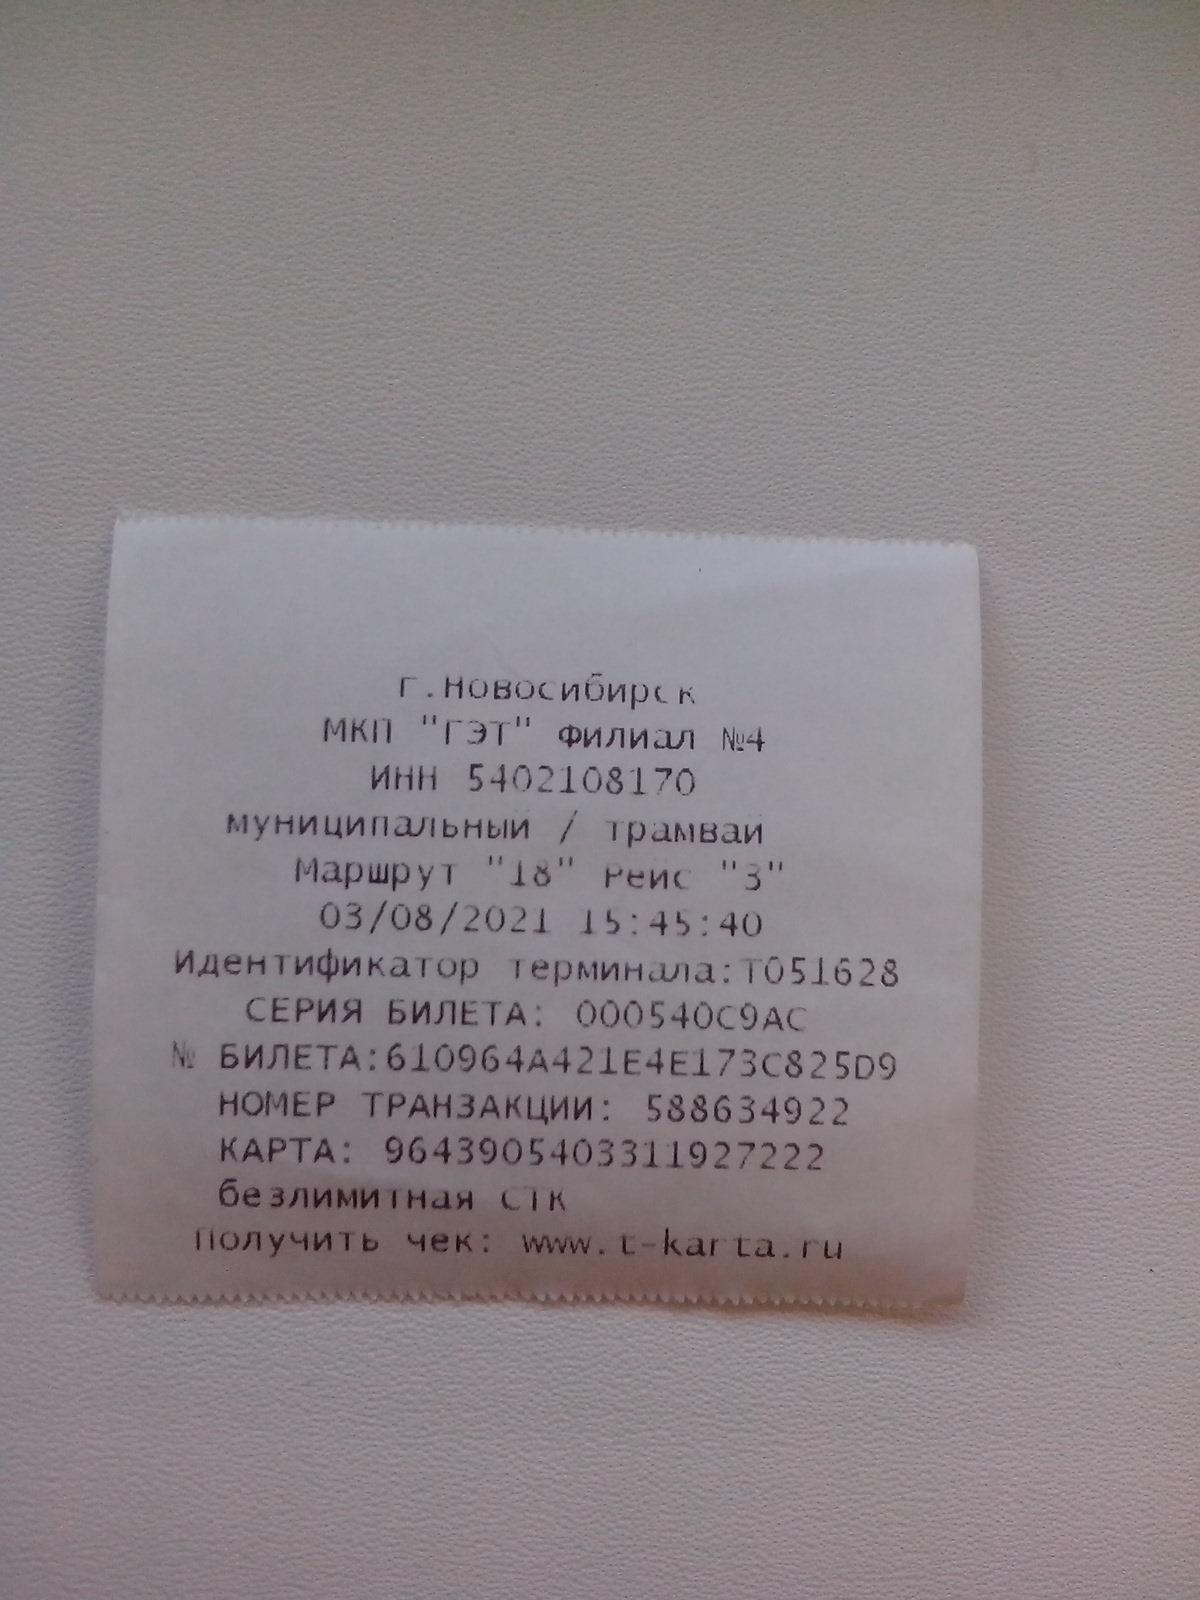 г.Новосибирск
МКП "ГЭТ" Филиал №4
ИНН 5402108170
муниципальный / трамвай
Маршрут "18" Рейс "3"
03/08/2021 15:45:40
Идентификатор терминала:T051628
СЕРИЯ БИЛЕТА: 000540C9AC
№ БИЛЕТА:610964A421E4E173C825D9
НОМЕР ТРАНЗАКЦИИ: 588634922
КАРТА: 9643905403311927222
безлимитная СТК
Получить чек: www.t-karta.ru